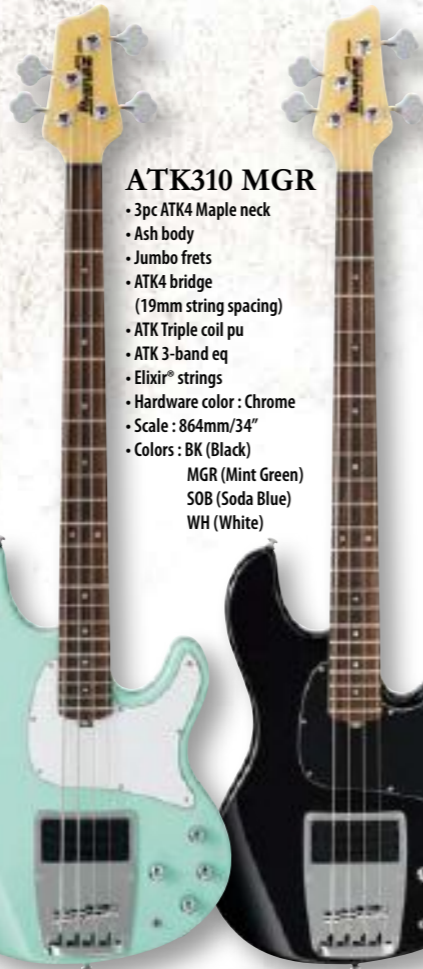 Ibanez
Ibanez
ATK310 MGR
• 3pc ATK4 Maple neck
• Ash body
• Jumbo frets
• ATK4 bridge
(19mm string spacing)
• ATK Triple coil pu
• ATK 3-band eq
• Elixir® strings
• Hardware color : Chrome
• Scale : 864mm/34"
• Colors : BK (Black)
MGR (Mint Green)
SOB (Soda Blue)
WH (White)